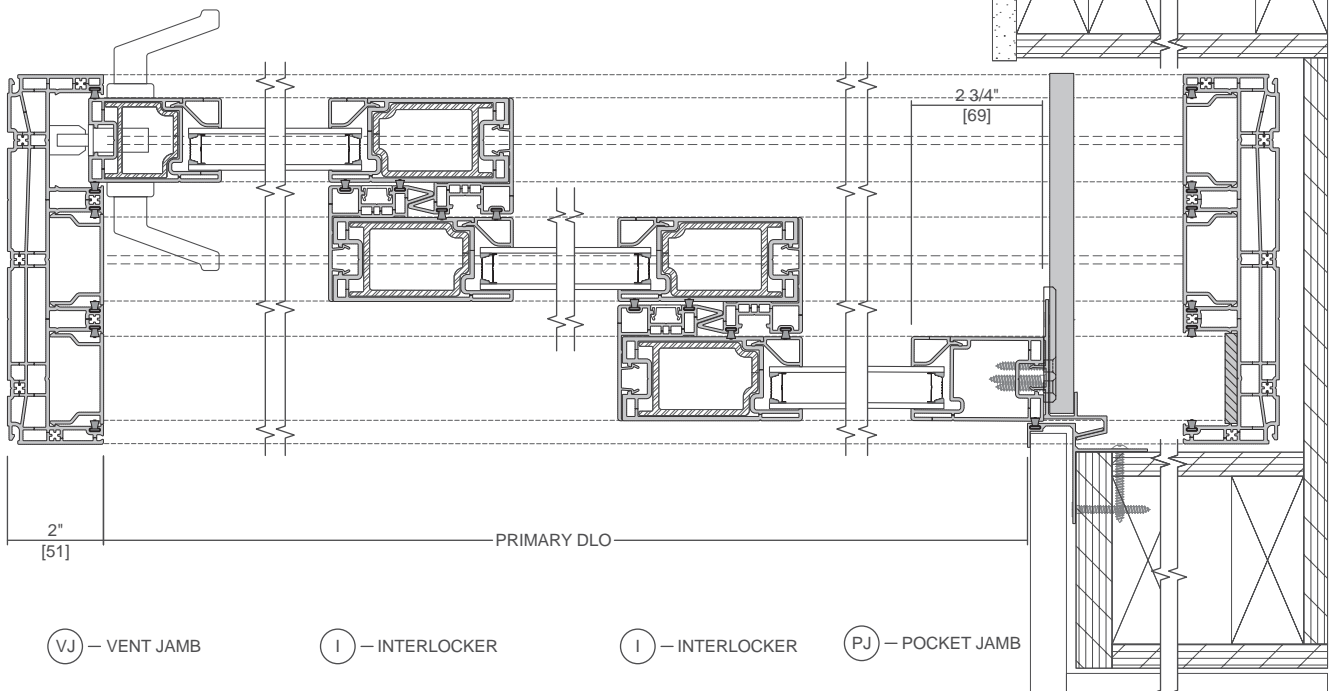 2 3/4"
[69]
2"
[51]
PRIMARY DLO
VJ – VENT JAMB
I – INTERLOCKER
I – INTERLOCKER
PJ – POCKET JAMB